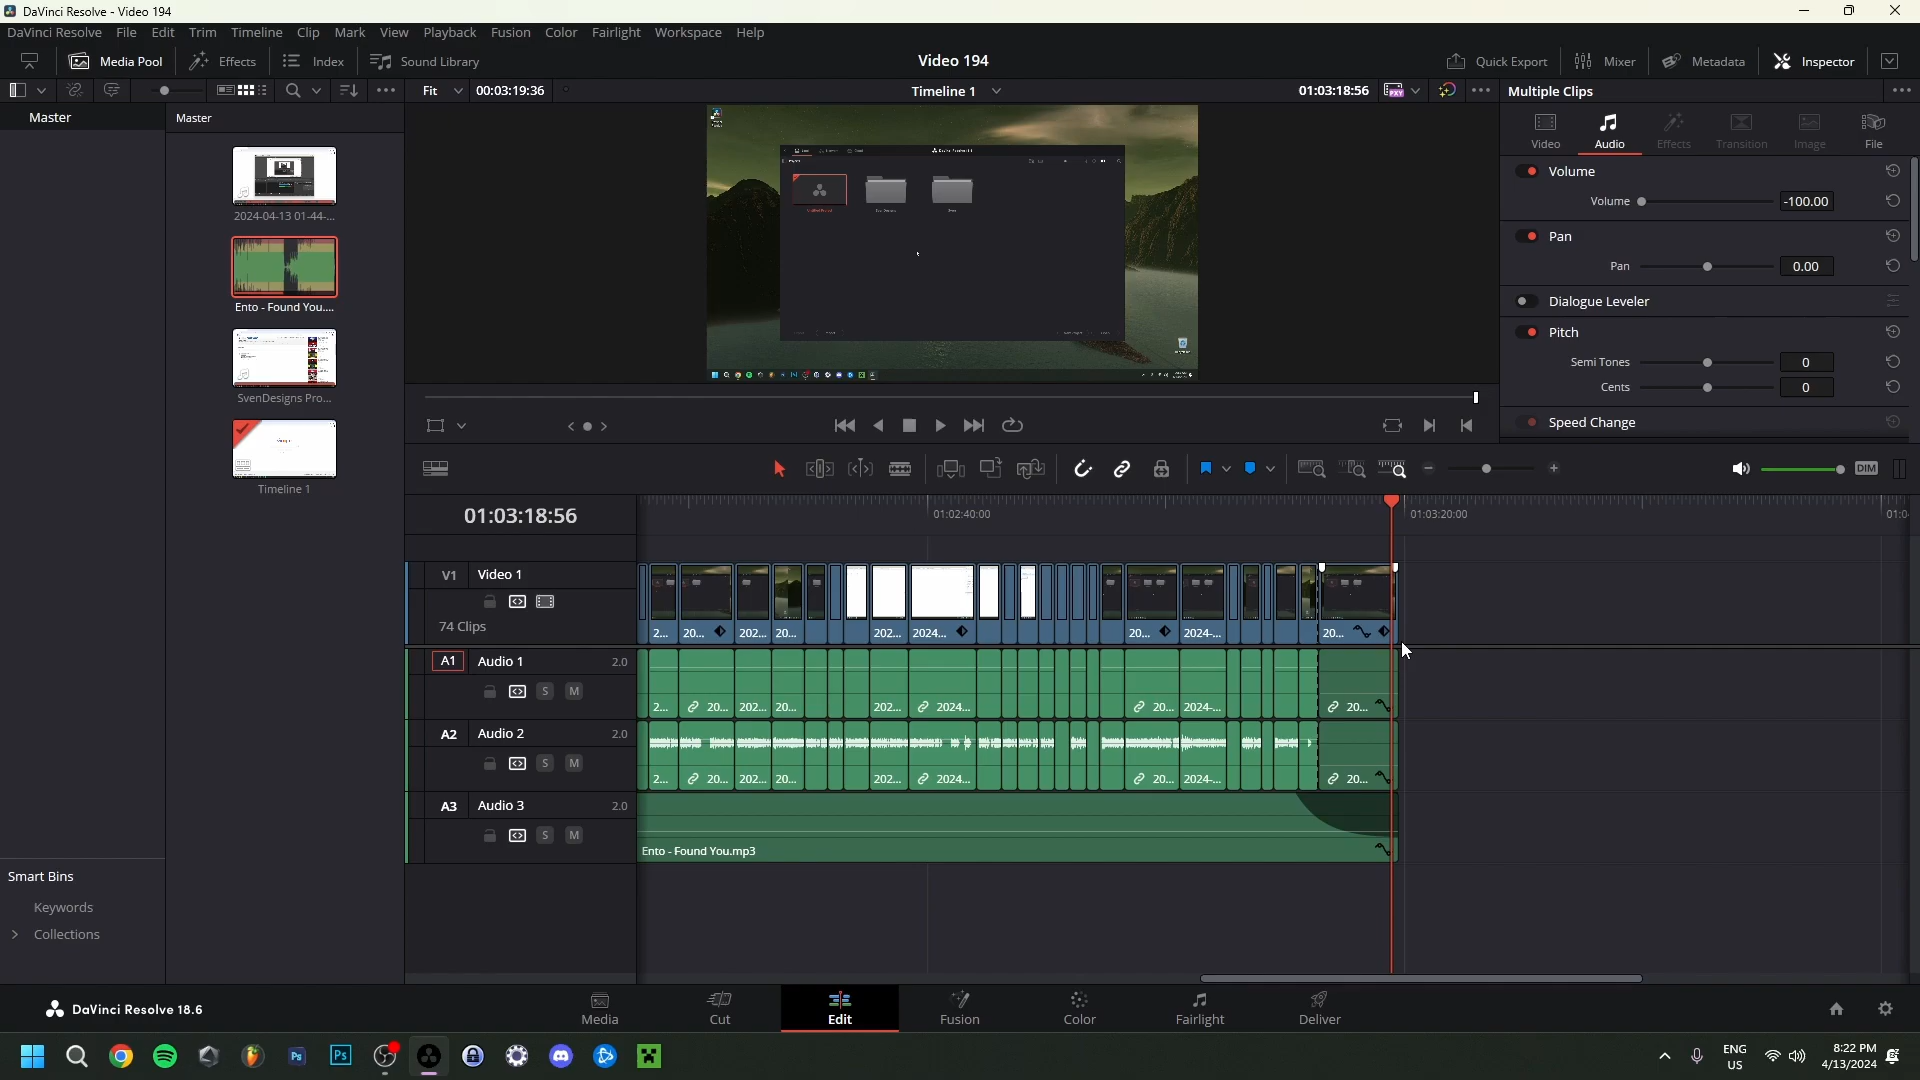 DaVinci Resolve - Video 194
DaVinci Resolve File Edit Trim Timeline Clip Mark View Playback Fusion Color Fairlight Workspace Help
Media Pool Effects Index Sound Library Video 194 Quick Export Mixer Metadata Inspector
Fit 00:03:19:36 Timeline 1 01:03:18:56 Multiple Clips
Master
Master
2024-04-13 01-44-...
Ento - Found You....
SvenDesigns Pro...
Timeline 1
Video Audio Effects Transition Image File
Volume
Volume -100.00
Pan
Pan 0.00
Dialogue Leveler
Pitch
Semi Tones 0
Cents 0
Speed Change
DIM
01:03:18:56
01:02:40:00 01:03:20:00
V1 Video 1
74 Clips
2... 20... 202... 20... 202... 2024... 20... 2024-... 20...
A1 Audio 1 2.0
S M
2... 20... 202... 20... 202... 2024... 20... 2024-... 20...
A2 Audio 2 2.0
S M
2... 20... 202... 20... 202... 2024... 20... 2024-... 20...
A3 Audio 3 2.0
S M
Ento - Found You.mp3
Smart Bins
Keywords
Collections
DaVinci Resolve 18.6
Media Cut Edit Fusion Color Fairlight Deliver
ENG
US
8:22 PM
4/13/2024